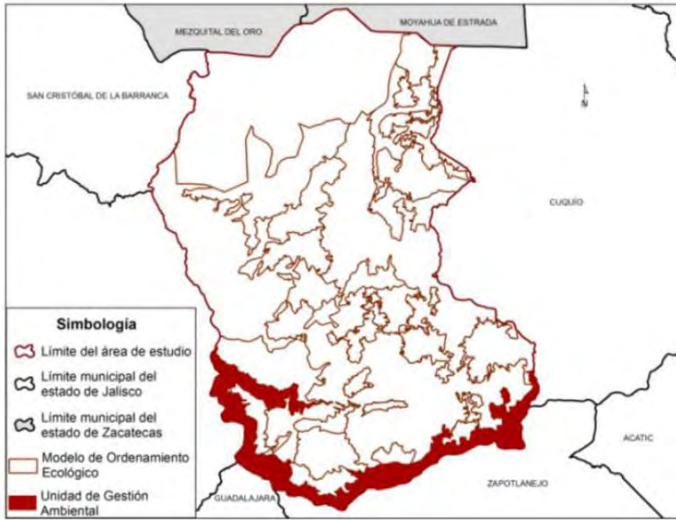 MEZQUITAL DEL ORO
MOYAHUA DE ESTRADA
SAN CRISTÓBAL DE LA BARRANCA
N
CUQUÍO
Simbología
Límite del área de estudio
Límite municipal del
estado de Jalisco
Límite municipal del
estado de Zacatecas
Modelo de Ordenamiento
Ecológico
Unidad de Gestión
Ambiental
ACATIC
ZAPOTLANEJO
GUADALAJARA